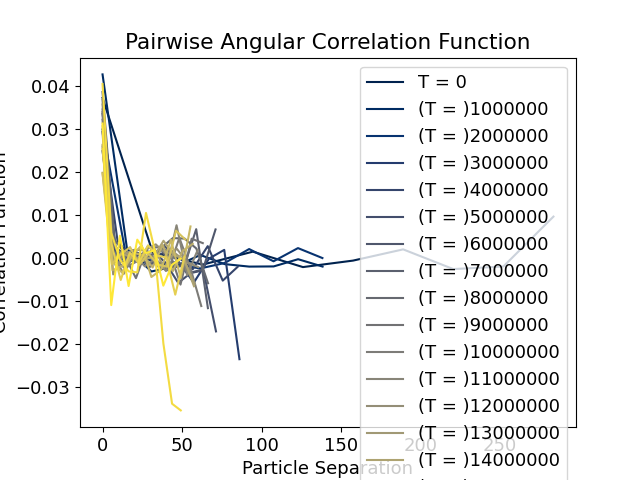 Pairwise Angular Correlation Function
0.04
0.03
0.02
0.01
0.00
−0.01
−0.02
−0.03
Correlation Function
0
50
100
150
200
250
Particle Separation
T = 0
(T = )1000000
(T = )2000000
(T = )3000000
(T = )4000000
(T = )5000000
(T = )6000000
(T = )7000000
(T = )8000000
(T = )9000000
(T = )10000000
(T = )11000000
(T = )12000000
(T = )13000000
(T = )14000000